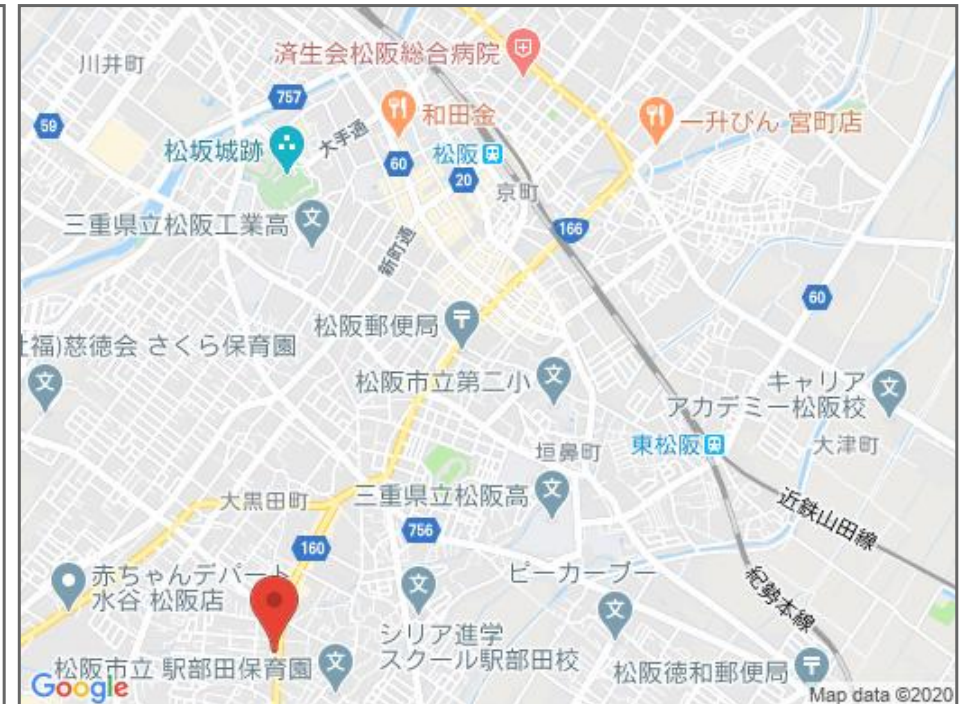 川井町
済生会松阪総合病院
757
和田金
一升びん 宮町店
59
松坂城跡
大手通
60
松阪
20
京町
三重県立松阪工業高
166
新町通
60
松阪郵便局
福)慈徳会 さくら保育園
松阪市立第二小
キャリア
アカデミー松阪校
垣鼻町
東松阪
大津町
大黒田町
三重県立松阪高
756
近鉄山田線
160
赤ちゃんデパート
水谷 松阪店
ピーカーブー
紀勢本線
シリア進学
スクール駅部田校
松阪市立 駅部田保育園
松阪徳和郵便局
Google
Map data ©2020